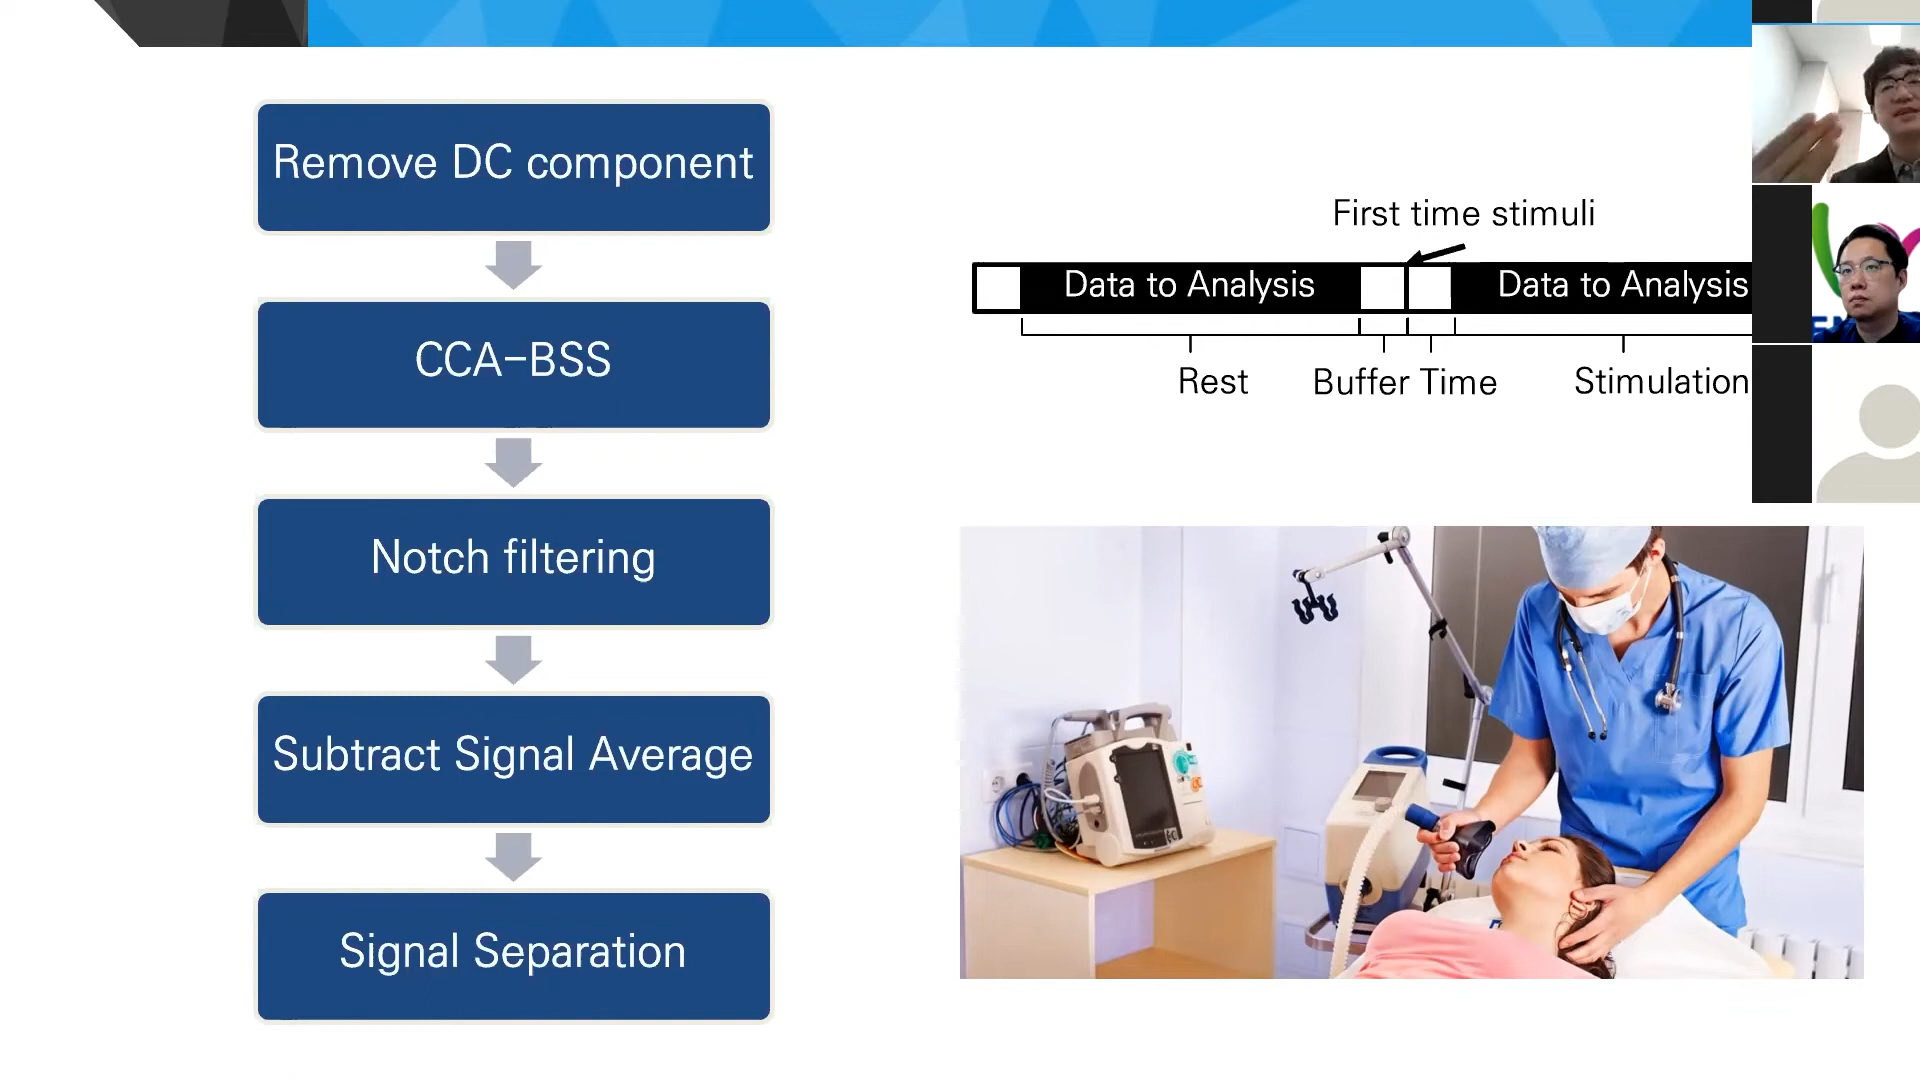 Remove DC component
CCA-BSS
Notch filtering
Subtract Signal Average
Signal Separation
First time stimuli
Data to Analysis
Data to Analysis
Rest
Buffer Time
Stimulation